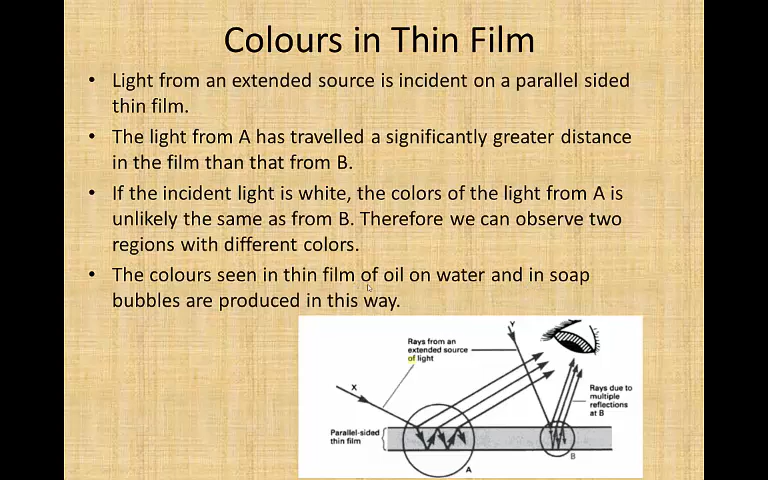 Colours in Thin Film
• Light from an extended source is incident on a parallel sided
thin film.
• The light from A has travelled a significantly greater distance
in the film than that from B.
• If the incident light is white, the colors of the light from A is
unlikely the same as from B. Therefore we can observe two
regions with different colors.
• The colours seen in thin film of oil on water and in soap
bubbles are produced in this way.
Y
Rays from an
extended source
of light
X
Rays due to
multiple
reflections
at B
Parallel-sided
thin film
B
A